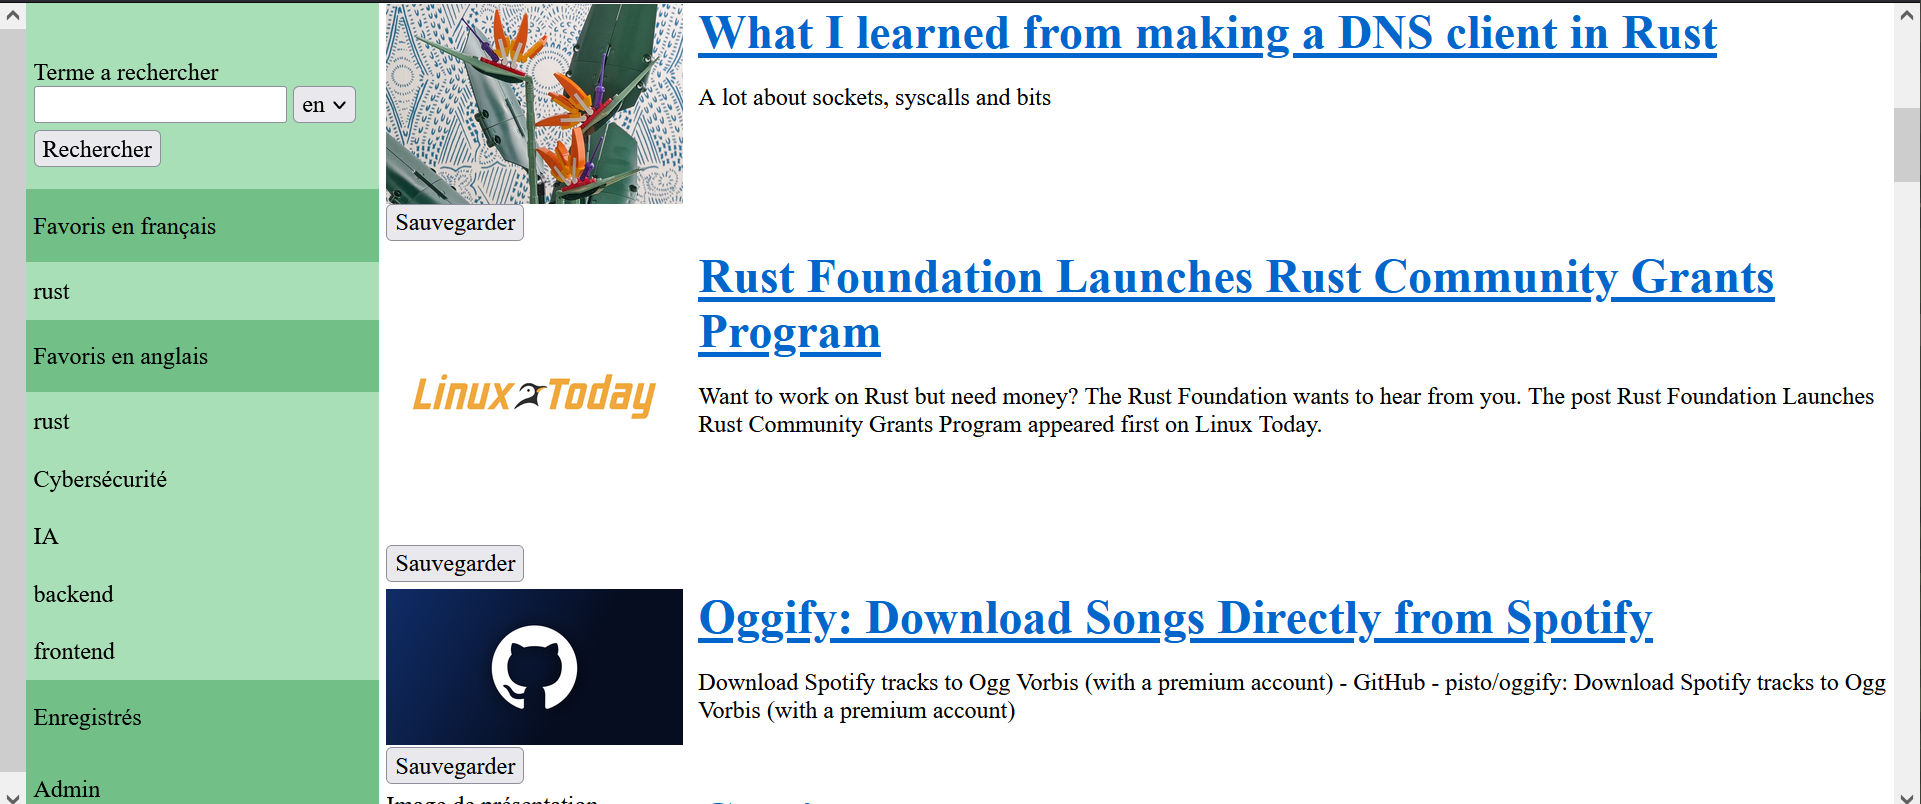 Terme a rechercher
en
Rechercher
Favoris en français
rust
Favoris en anglais
rust
Cybersécurité
IA
backend
frontend
Enregistrés
Admin
What I learned from making a DNS client in Rust
A lot about sockets, syscalls and bits
Sauvegarder
Rust Foundation Launches Rust Community Grants
Program
Linux Today
Want to work on Rust but need money? The Rust Foundation wants to hear from you. The post Rust Foundation Launches
Rust Community Grants Program appeared first on Linux Today.
Sauvegarder
Oggify: Download Songs Directly from Spotify
Download Spotify tracks to Ogg Vorbis (with a premium account) - GitHub - pisto/oggify: Download Spotify tracks to Ogg
Vorbis (with a premium account)
Sauvegarder
Image de présentation